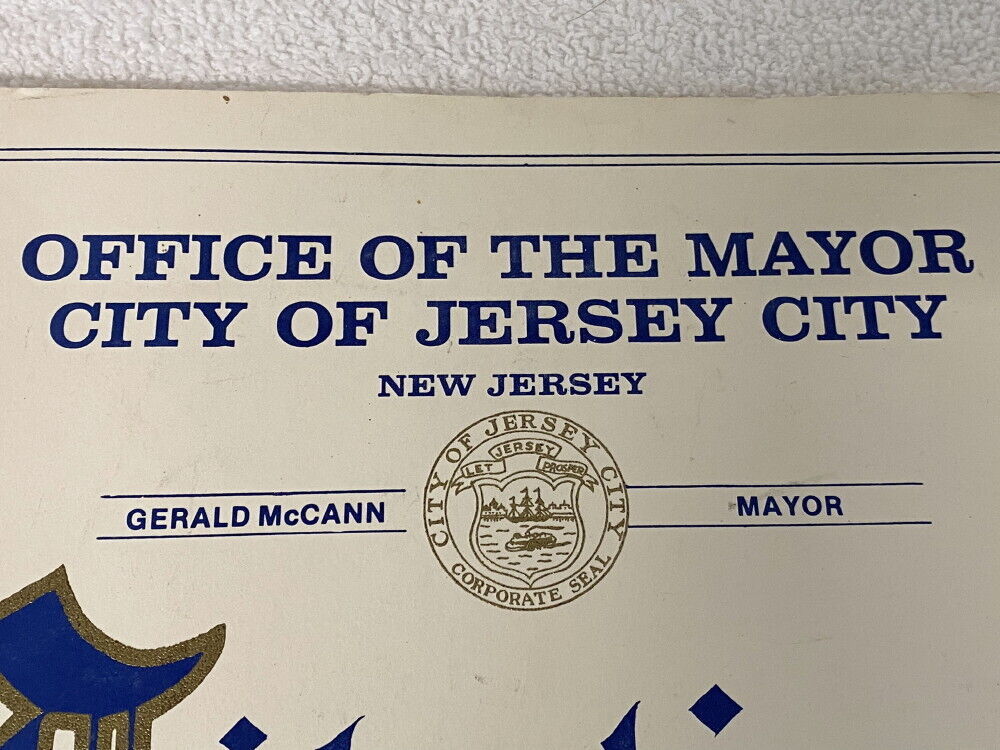 OFFICE OF THE MAYOR
CITY OF JERSEY CITY
NEW JERSEY
CITY OF JERSEY CITY
LET JERSEY PROSPER
CORPORATE SEAL
GERALD McCANN
MAYOR